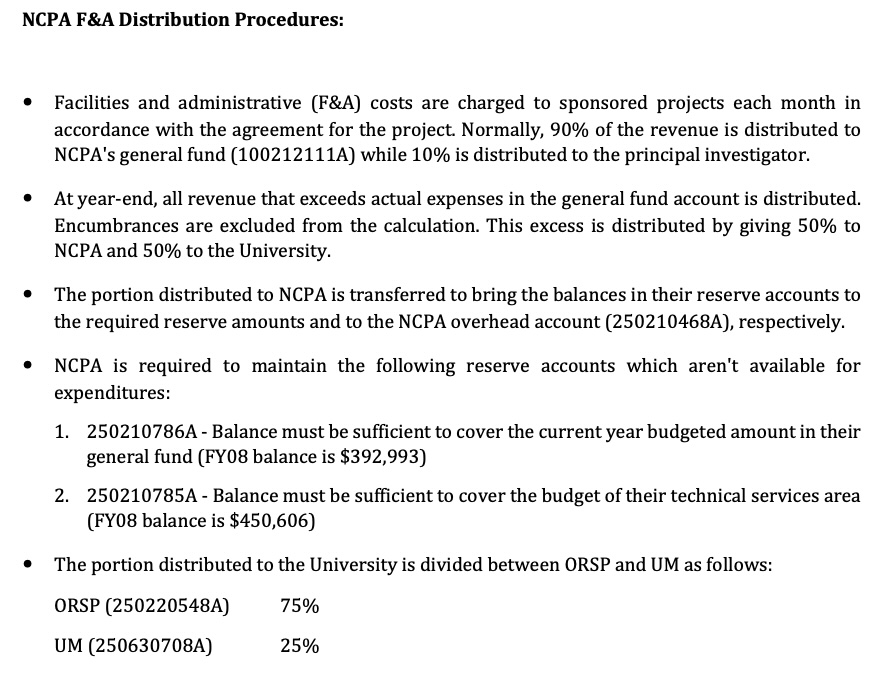 NCPA F&A Distribution Procedures:
• Facilities and administrative (F&A) costs are charged to sponsored projects each month in
accordance with the agreement for the project. Normally, 90% of the revenue is distributed to
NCPA's general fund (100212111A) while 10% is distributed to the principal investigator.
• At year-end, all revenue that exceeds actual expenses in the general fund account is distributed.
Encumbrances are excluded from the calculation. This excess is distributed by giving 50% to
NCPA and 50% to the University.
• The portion distributed to NCPA is transferred to bring the balances in their reserve accounts to
the required reserve amounts and to the NCPA overhead account (250210468A), respectively.
• NCPA is required to maintain the following reserve accounts which aren't available for
expenditures:
1. 250210786A - Balance must be sufficient to cover the current year budgeted amount in their
general fund (FY08 balance is $392,993)
2. 250210785A - Balance must be sufficient to cover the budget of their technical services area
(FY08 balance is $450,606)
• The portion distributed to the University is divided between ORSP and UM as follows:
ORSP (250220548A) 75%
UM (250630708A) 25%